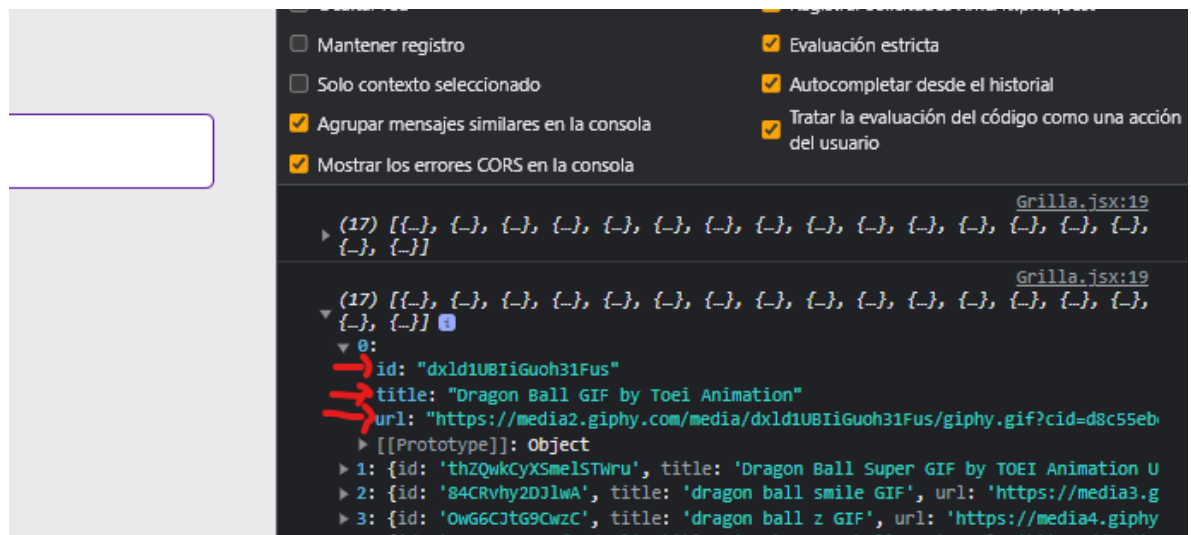 Mantener registro
Evaluación estricta
Solo contexto seleccionado
Autocompletar desde el historial
Agrupar mensajes similares en la consola
Tratar la evaluación del código como una acción
del usuario
Mostrar los errores CORS en la consola
Grilla.jsx:19
(17) [{…}, {…}, {…}, {…}, {…}, {…}, {…}, {…}, {…}, {…}, {…}, {…}, {…}, {…}, {…},
{…}, {…}]
Grilla.jsx:19
(17) [{…}, {…}, {…}, {…}, {…}, {…}, {…}, {…}, {…}, {…}, {…}, {…}, {…}, {…}, {…},
{…}, {…}] i
0:
id: "dxld1UBIiGuoh31Fus"
title: "Dragon Ball GIF by Toei Animation"
url: "https://media2.giphy.com/media/dxld1UBIiGuoh31Fus/giphy.gif?cid=d8c55eb
[[Prototype]]: Object
1: {id: 'thZQwkCyXSmelSTWru', title: 'Dragon Ball Super GIF by TOEI Animation U
2: {id: '84CRvhy2DJlwA', title: 'dragon ball smile GIF', url: 'https://media3.g
3: {id: 'OwG6CJtG9CwzC', title: 'dragon ball z GIF', url: 'https://media4.giphy